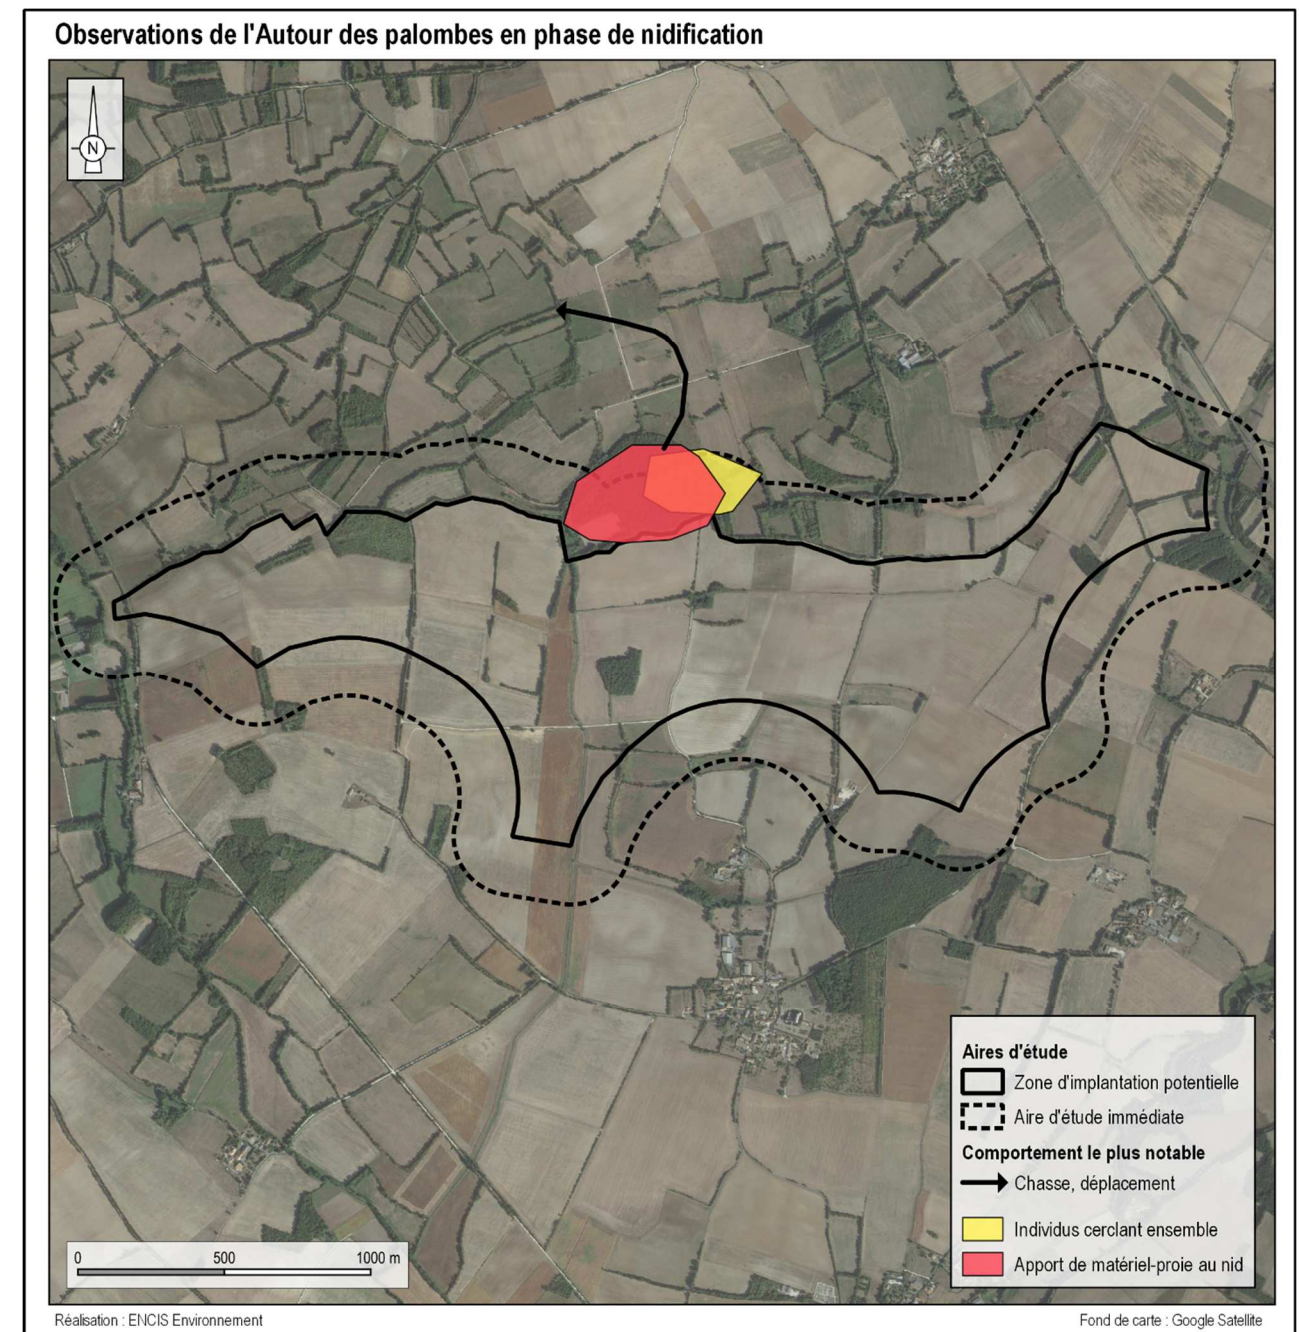 Observations de l'Autour des palombes en phase de nidification
N
Aires d'étude
Zone d'implantation potentielle
Aire d'étude immédiate
Comportement le plus notable
Chasse, déplacement
Individus cerclant ensemble
Apport de matériel-proie au nid
0 500 1000 m
Réalisation : ENCIS Environnement
Fond de carte : Google Satellite